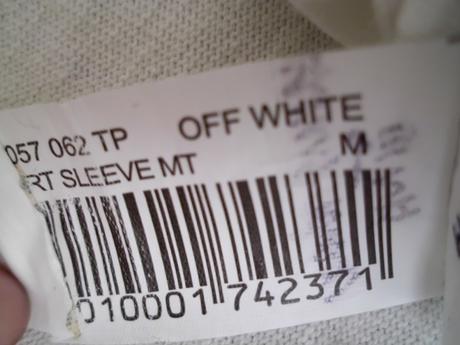 057 062 TP OFF WHITE
RT SLEEVE MT M
010001 742371